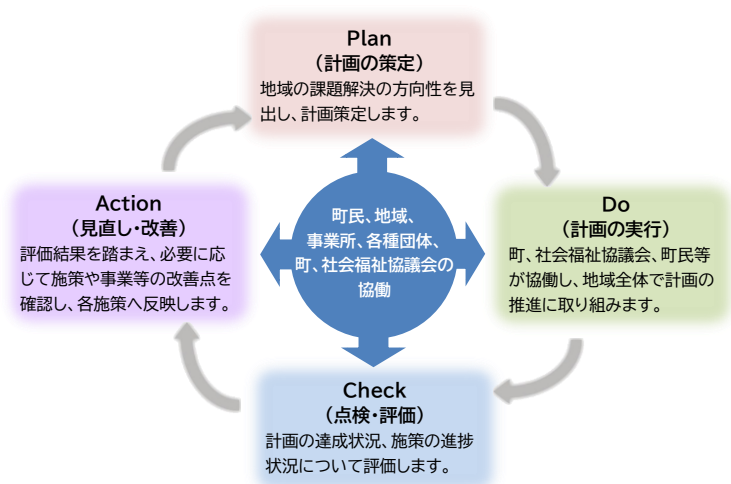 Plan
(計画の策定)
地域の課題解決の方向性を見
出し、計画策定します。
Action
(見直し・改善)
評価結果を踏まえ、必要に応
じて施策や事業等の改善点を
確認し、各施策へ反映します。
町民、地域、
事業所、各種団体、
町、社会福祉協議会の
協働
Do
(計画の実行)
町、社会福祉協議会、町民等
が協働し、地域全体で計画の
推進に取り組みます。
Check
(点検・評価)
計画の達成状況、施策の進捗
状況について評価します。